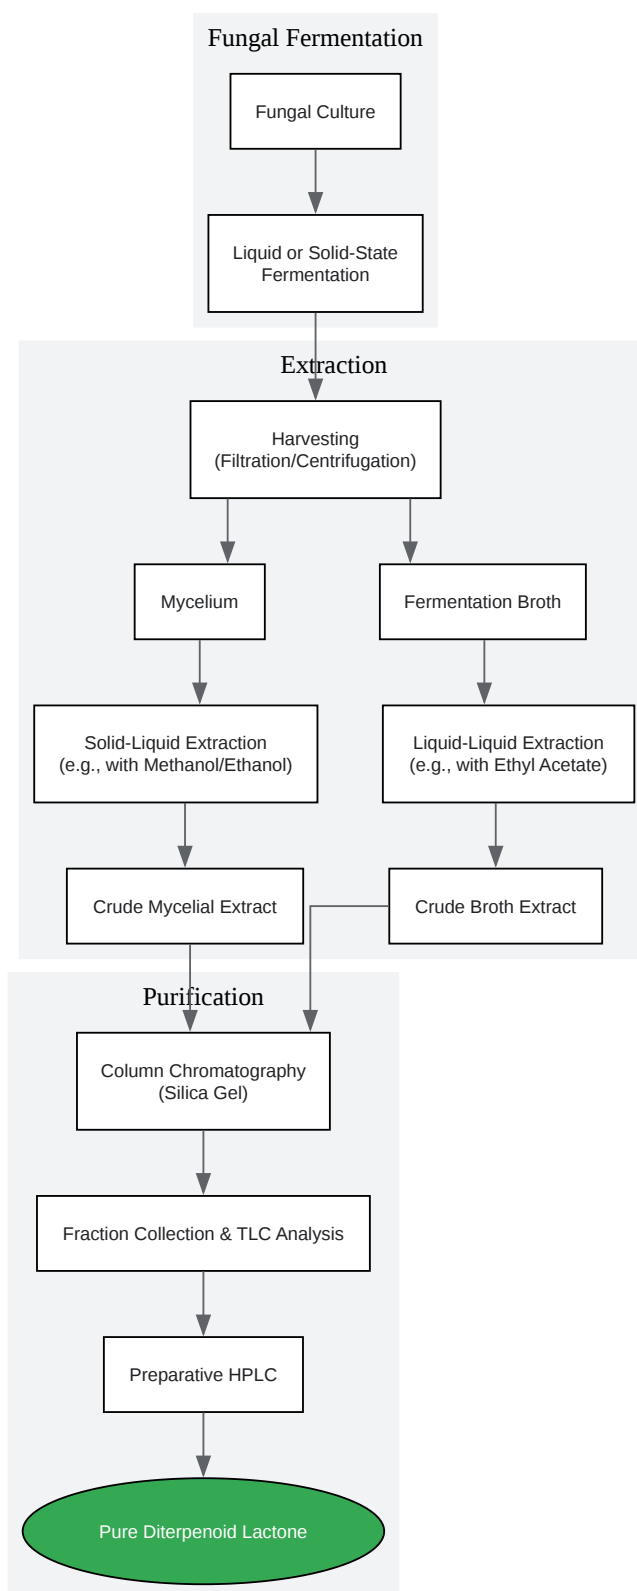 Fungal Fermentation
Fungal Culture
Liquid or Solid-State
Fermentation
Extraction
Harvesting
(Filtration/Centrifugation)
Mycelium
Fermentation Broth
Solid-Liquid Extraction
(e.g., with Methanol/Ethanol)
Liquid-Liquid Extraction
(e.g., with Ethyl Acetate)
Crude Mycelial Extract
Crude Broth Extract
Purification
Column Chromatography
(Silica Gel)
Fraction Collection & TLC Analysis
Preparative HPLC
Pure Diterpenoid Lactone